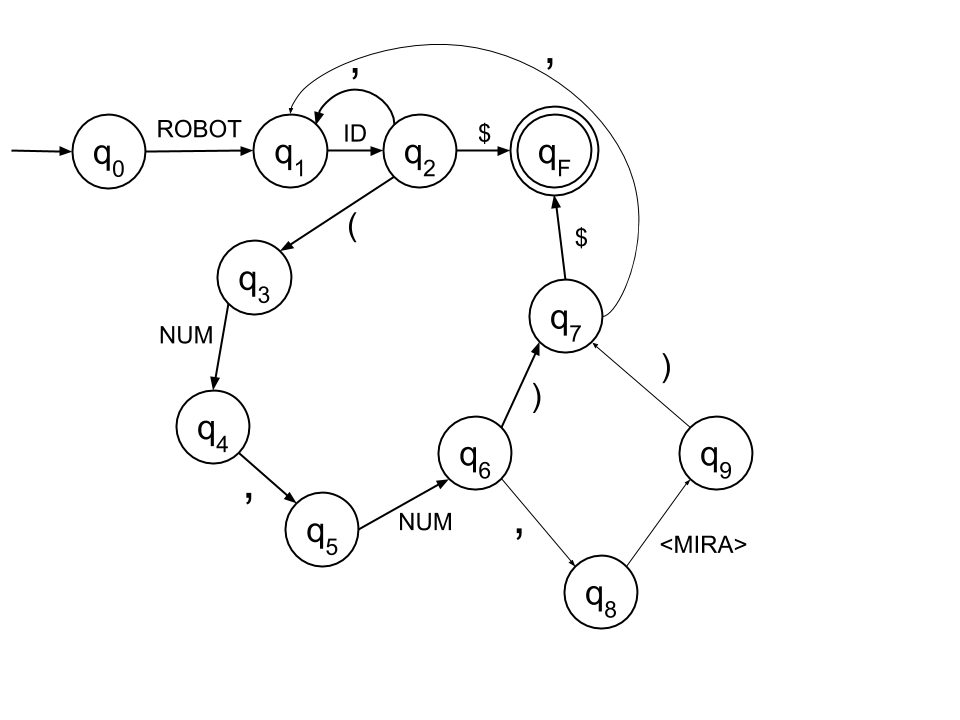 ,
,
ROBOT
ID
$
q0
q1
q2
qF
(
$
q3
NUM
q7
)
)
q4
q6
q9
,
NUM
,
q5
<MIRA>
q8